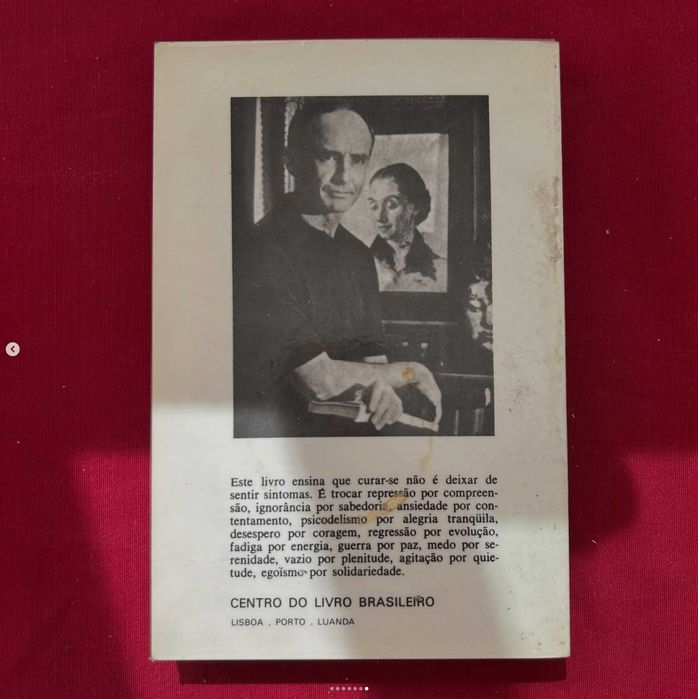 Este livro ensina que curar-se não é deixar de
sentir sintomas. É trocar repressão por compreen-
são, ignorância por sabedoria, ansiedade por con-
tentamento, psicodelismo por alegria tranqüila,
desespero por coragem, regressão por evolução,
fadiga por energia, guerra por paz, medo por se-
renidade, vazio por plenitude, agitação por quie-
tude, egoísmo por solidariedade.
CENTRO DO LIVRO BRASILEIRO
LISBOA . PORTO . LUANDA